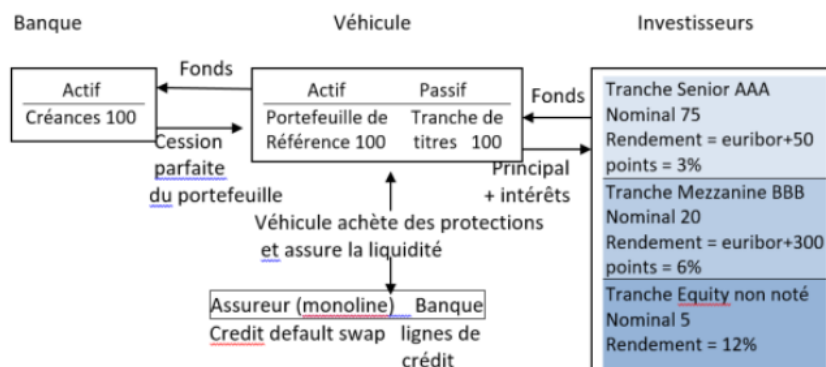 Banque
Véhicule
Investisseurs
Actif
Créances 100
Fonds
Cession
parfaite
du portefeuille
Actif Passif
Portefeuille de Tranche de
Référence 100 titres 100
Fonds
Principal
+ intérêts
Véhicule achète des protections
et assure la liquidité
Assureur (monoline) Banque
Credit default swap lignes de
crédit
Tranche Senior AAA
Nominal 75
Rendement = euribor+50
points = 3%
Tranche Mezzanine BBB
Nominal 20
Rendement = euribor+300
points = 6%
Tranche Equity non noté
Nominal 5
Rendement = 12%